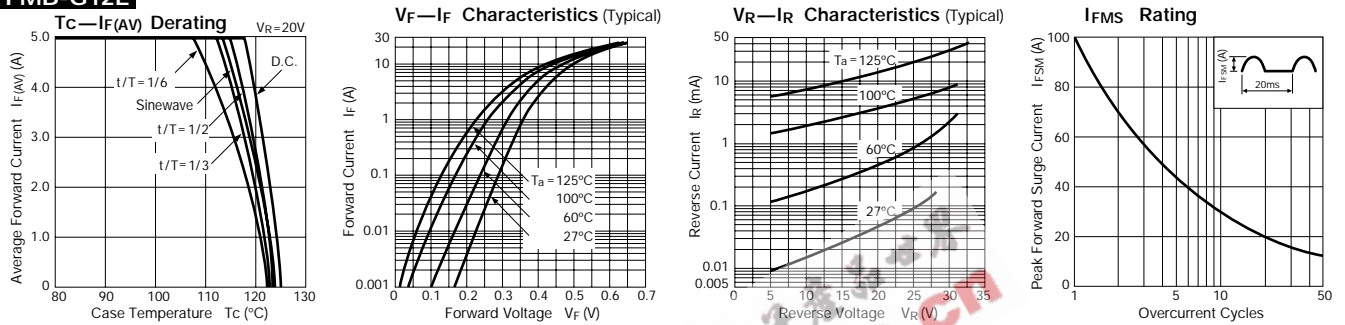 FMB-G12L
Tc—IF(AV) Derating
VR=20V
5.0
4.0
3.0
2.0
1.0
0
Average Forward Current IF(AV) (A)
t/T=1/6
Sinewave
t/T=1/2
t/T=1/3
D.C.
80 90 100 110 120 130
Case Temperature Tc (°C)
VF—IF Characteristics (Typical)
30
10
1
0.1
0.01
0.001
Forward Current IF (A)
Ta=125°C
100°C
60°C
27°C
0 0.1 0.2 0.3 0.4 0.5 0.6 0.7
Forward Voltage VF (V)
VR—IR Characteristics (Typical)
50
10
1
0.1
0.01
0.005
Reverse Current IR (mA)
Ta=125°C
100°C
60°C
27°C
0 5 10 15 20 25 30 35
Reverse Voltage VR (V)
.cn
IFMS Rating
100
80
60
40
20
0
Peak Forward Surge Current IFSM (A)
IFSM (A)
20ms
1 5 10 50
Overcurrent Cycles